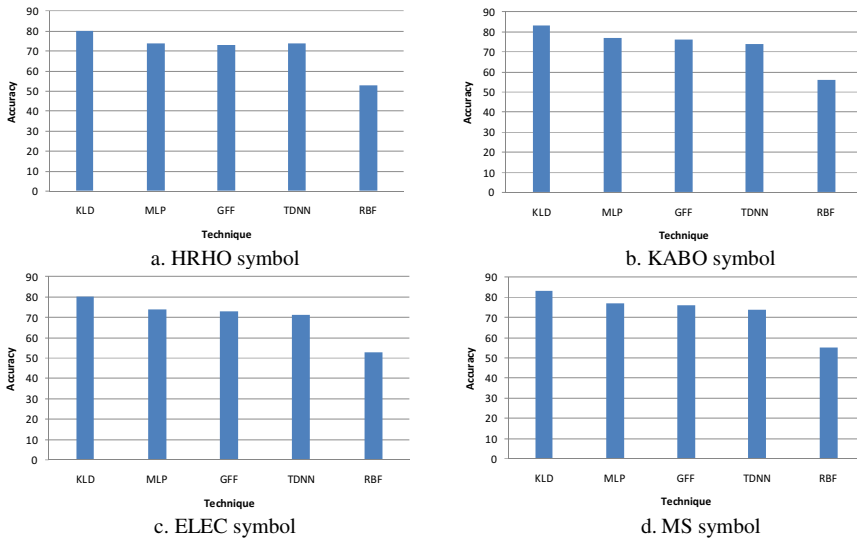 90
80
70
60
50
40
30
20
10
0
Accuracy
KLD MLP GFF TDNN RBF
Technique
a. HRHO symbol
90
80
70
60
50
40
30
20
10
0
Accuracy
KLD MLP GFF TDNN RBF
Technique
b. KABO symbol
90
80
70
60
50
40
30
20
10
0
Accuracy
KLD MLP GFF TDNN RBF
Technique
c. ELEC symbol
90
80
70
60
50
40
30
20
10
0
Accuracy
KLD MLP GFF TDNN RBF
Technique
d. MS symbol